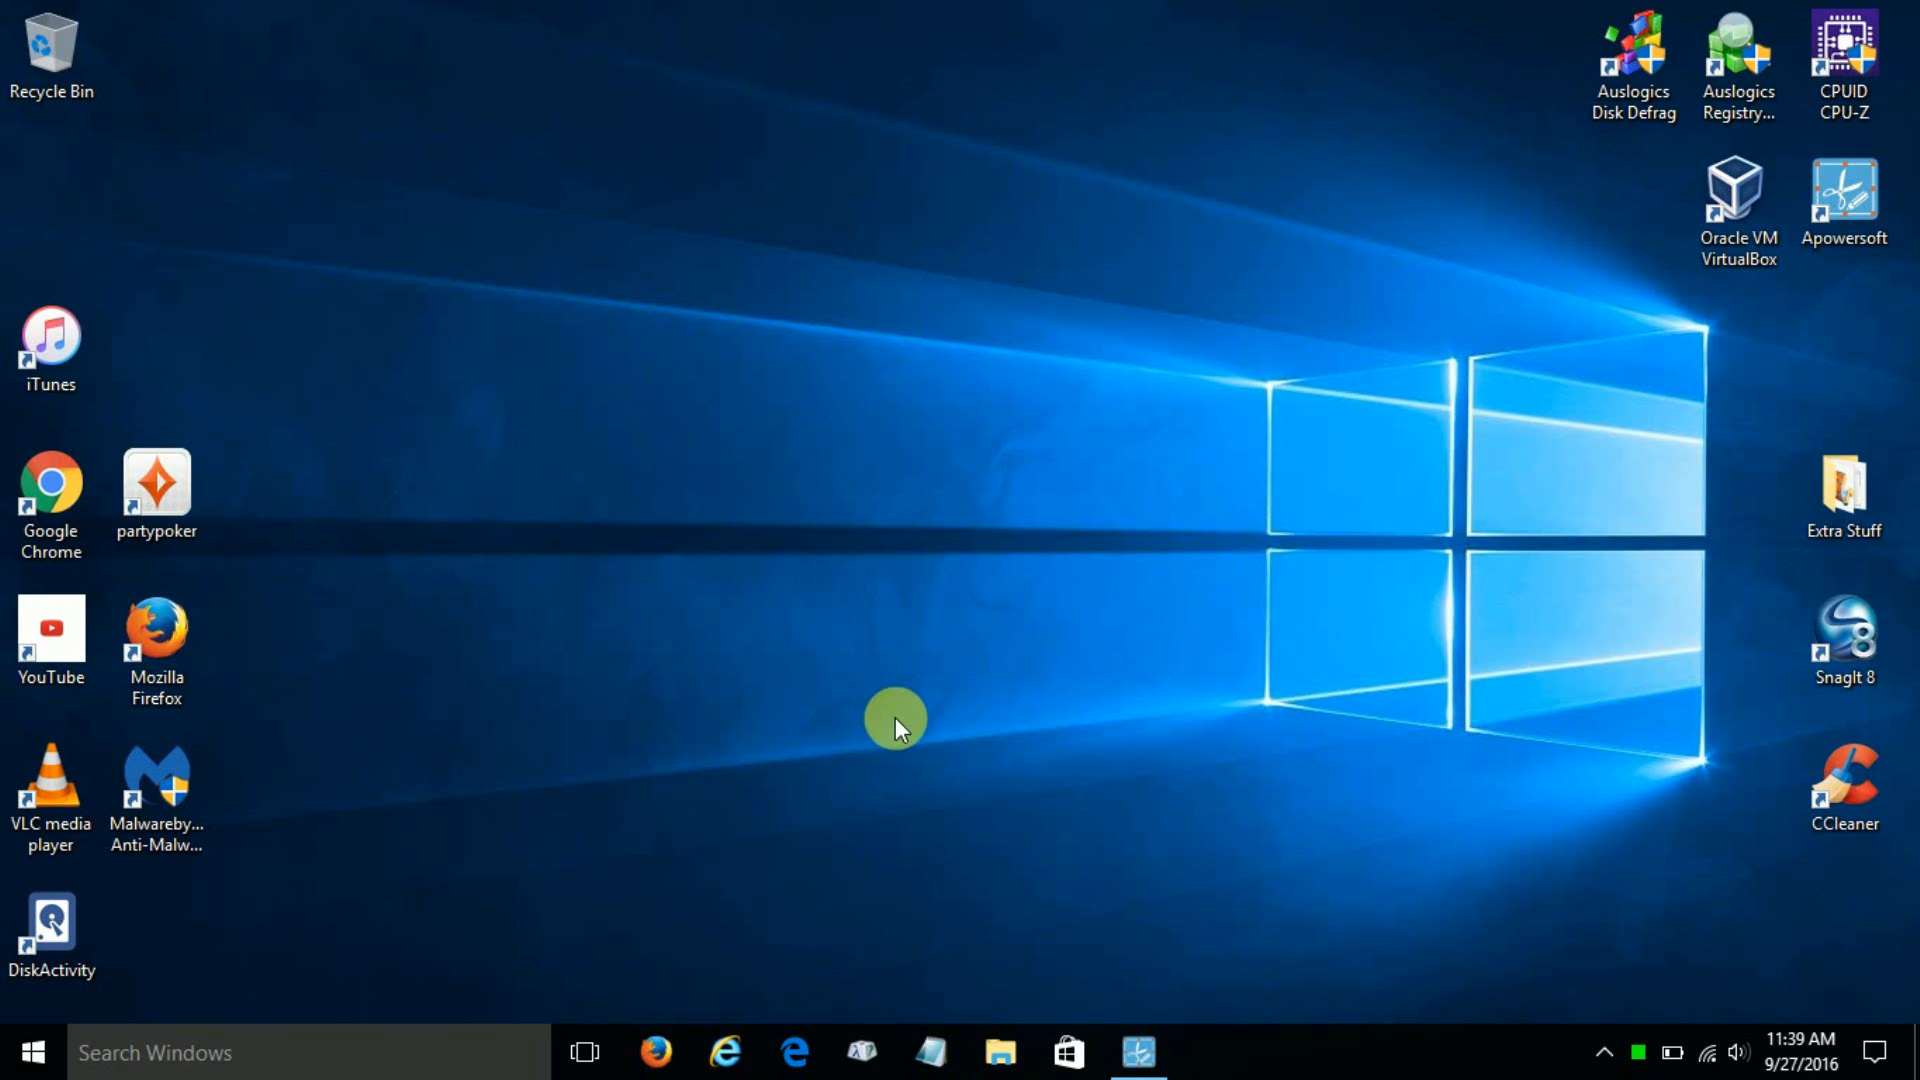 Recycle Bin
Auslogics
Disk Defrag
Auslogics
Registry...
CPUID
CPU-Z
Oracle VM
VirtualBox
Apowersoft
iTunes
Google
Chrome
partypoker
Extra Stuff
YouTube
Mozilla
Firefox
8
SnagIt 8
VLC media
player
Malwareby...
Anti-Malw...
CCleaner
DiskActivity
Search Windows
11:39 AM
9/27/2016